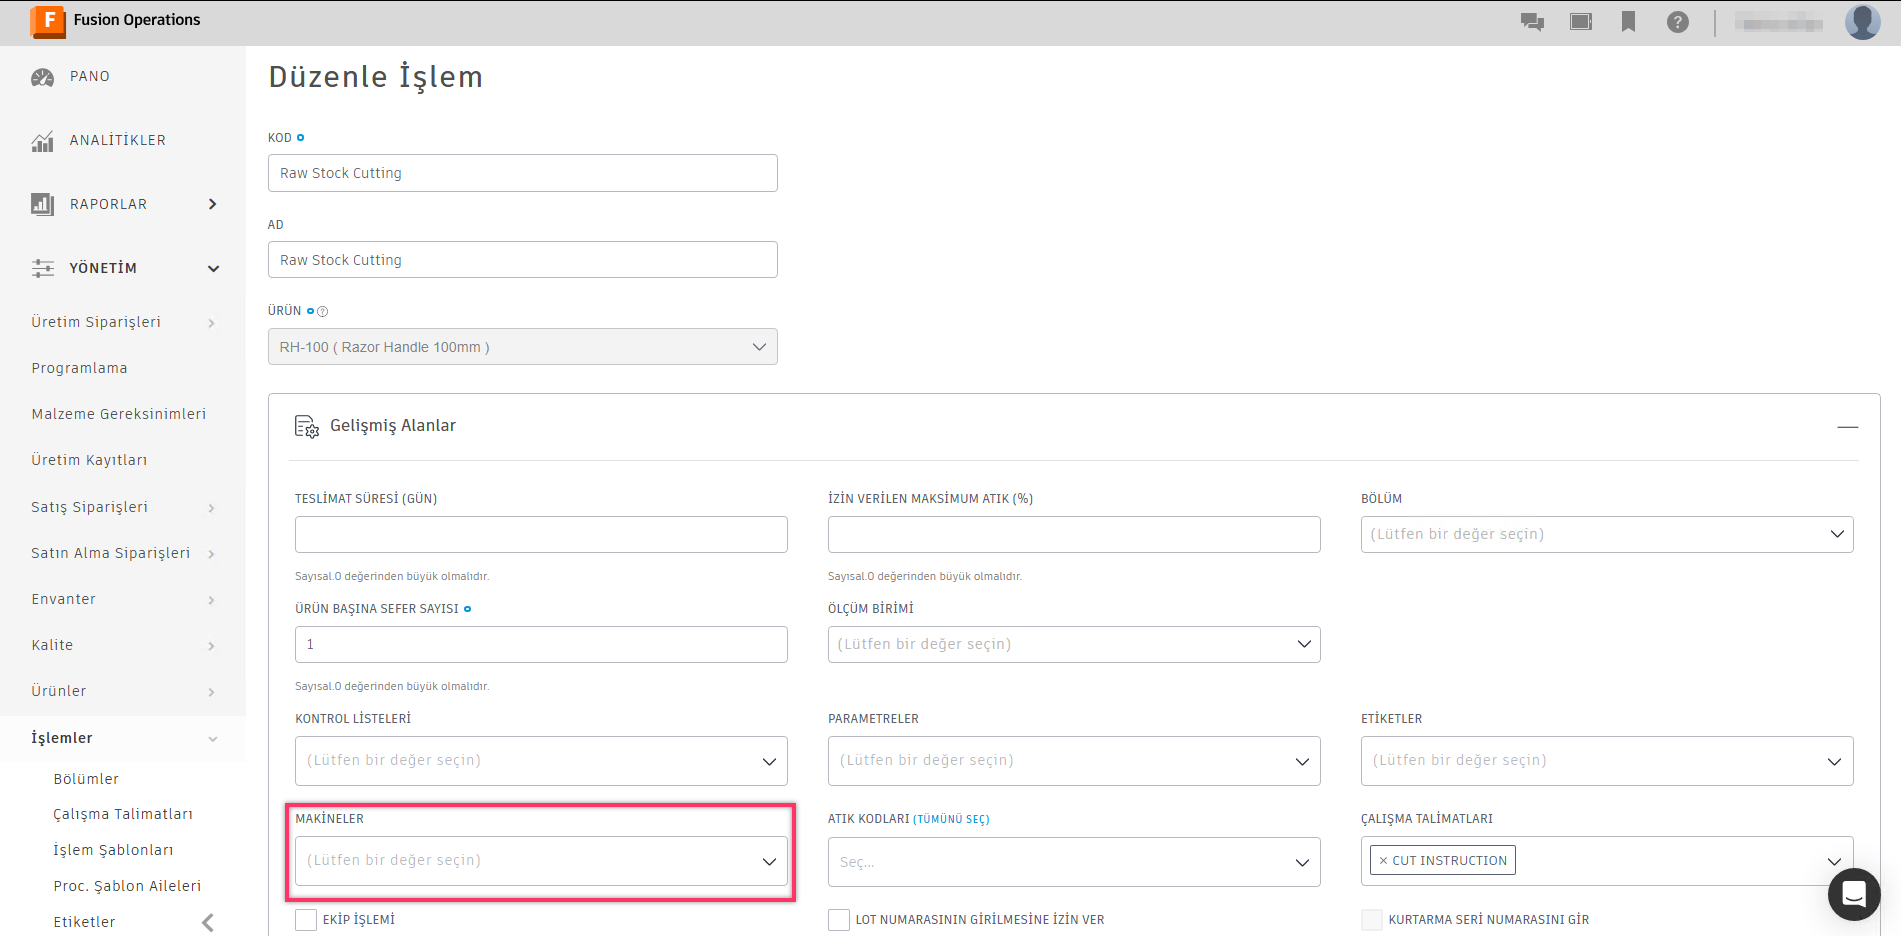 F Fusion Operations
PANO
ANALİTİKLER
RAPORLAR
YÖNETİM
Üretim Siparişleri
Programlama
Malzeme Gereksinimleri
Üretim Kayıtları
Satış Siparişleri
Satın Alma Siparişleri
Envanter
Kalite
Ürünler
İşlemler
Bölümler
Çalışma Talimatları
İşlem Şablonları
Proc. Şablon Aileleri
Etiketler
Düzenle İşlem
KOD
Raw Stock Cutting
AD
Raw Stock Cutting
ÜRÜN
RH-100 ( Razor Handle 100mm )
Gelişmiş Alanlar
TESLİMAT SÜRESİ (GÜN)
İZİN VERİLEN MAKSİMUM ATIK (%)
BÖLÜM
(Lütfen bir değer seçin)
Sayısal.0 değerinden büyük olmalıdır.
Sayısal.0 değerinden büyük olmalıdır.
ÜRÜN BAŞINA SEFER SAYISI
ÖLÇÜM BİRİMİ
1
(Lütfen bir değer seçin)
Sayısal.0 değerinden büyük olmalıdır.
KONTROL LİSTELERİ
PARAMETRELER
ETİKETLER
(Lütfen bir değer seçin)
(Lütfen bir değer seçin)
(Lütfen bir değer seçin)
MAKİNELER
ATIK KODLARI (TÜMÜNÜ SEÇ)
ÇALIŞMA TALİMATLARI
(Lütfen bir değer seçin)
Seç...
× CUT INSTRUCTION
EKİP İŞLEMİ
LOT NUMARASININ GİRİLMESİNE İZİN VER
KURTARMA SERİ NUMARASINI GİR